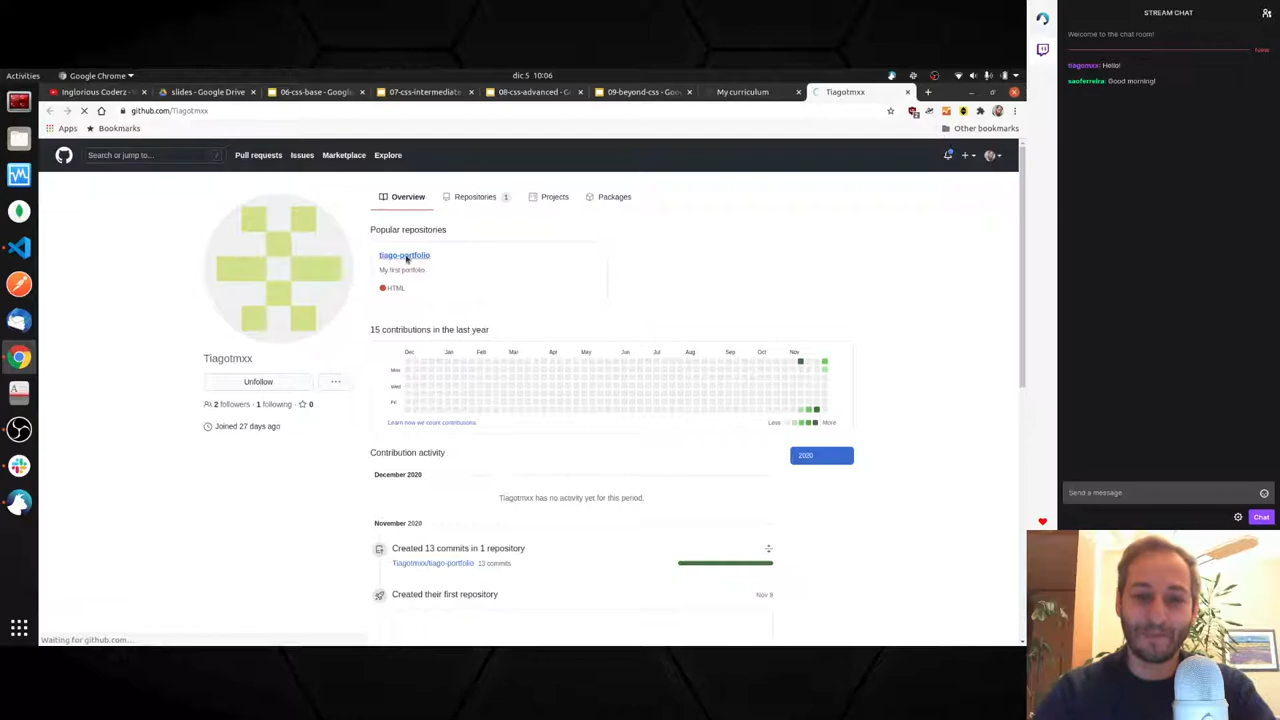 Activities
Google Chrome
dic 5 10:06
Inglorious Coderz -
slides - Google Drive
06-css-base - Goog
07-css-intermediate
08-css-advanced - G
09-beyond-css - Goo
My curriculum
Tiagotmxx
github.com/Tiagotmxx
Apps
Bookmarks
Other bookmarks
Search or jump to...
/
Pull requests
Issues
Marketplace
Explore
Overview
Repositories 1
Projects
Packages
Popular repositories
tiago-portfolio
My first portfolio
HTML
15 contributions in the last year
Dec Jan Feb Mar Apr May Jun Jul Aug Sep Oct Nov
Mon
Wed
Fri
Learn how we count contributions.
Less
More
Tiagotmxx
Unfollow
...
2 followers · 1 following · 0
Joined 27 days ago
Contribution activity
2020
December 2020
Tiagotmxx has no activity yet for this period.
November 2020
Created 13 commits in 1 repository
Tiagotmxx/tiago-portfolio 13 commits
Created their first repository
Nov 9
Waiting for github.com...
STREAM CHAT
Welcome to the chat room!
New
tiagomxx: Hello!
saoferreira: Good morning!
Send a message
Chat